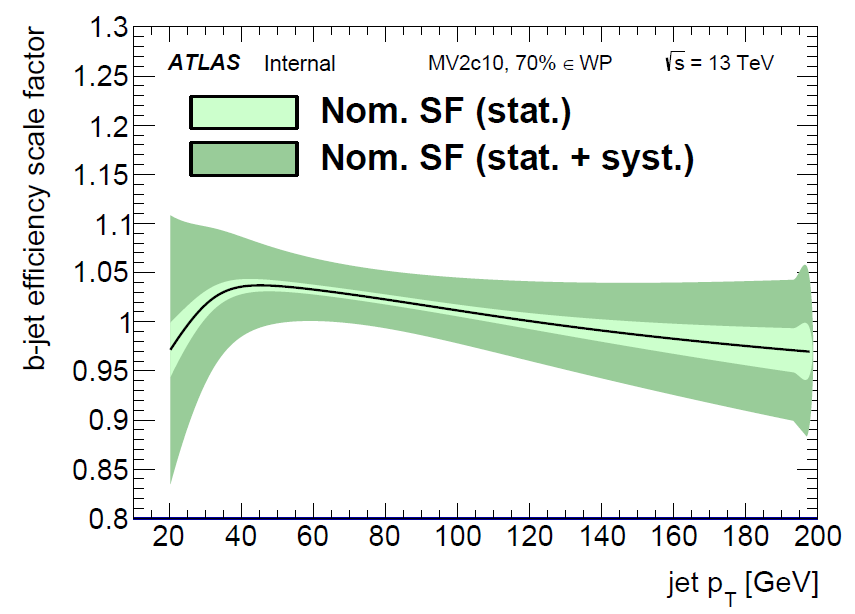 b-jet efficiency scale factor
1.3
1.25
1.2
1.15
1.1
1.05
1
0.95
0.9
0.85
0.8
ATLAS Internal MV2c10, 70% ∈ WP √s = 13 TeV
Nom. SF (stat.)
Nom. SF (stat. + syst.)
20 40 60 80 100 120 140 160 180 200
jet pT [GeV]